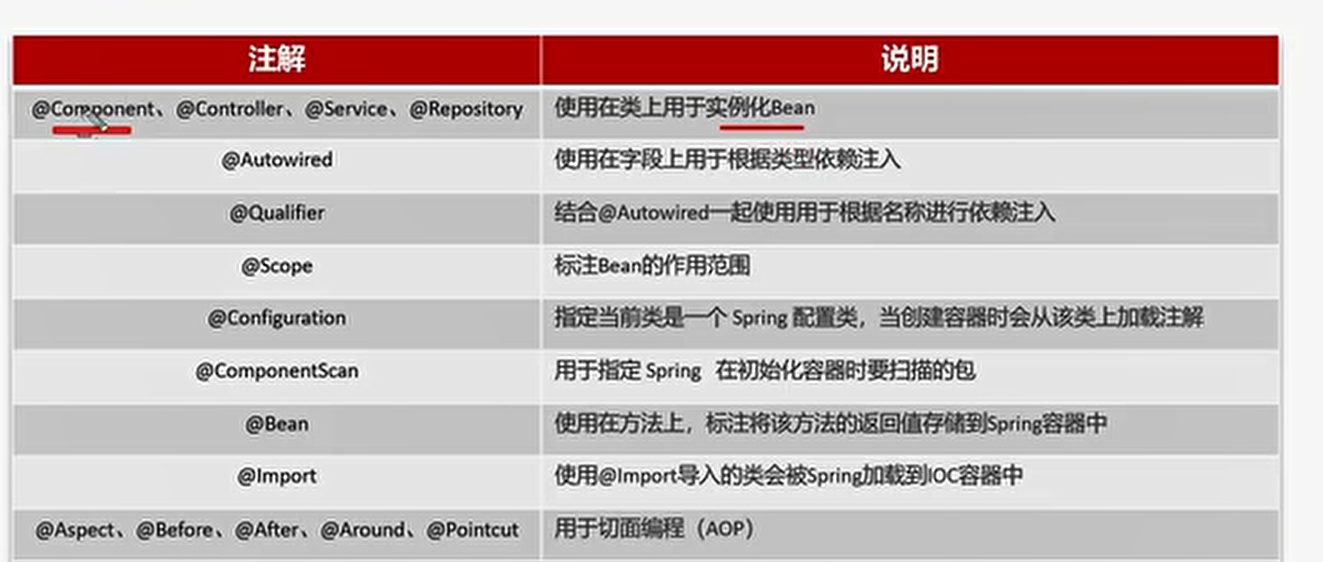 注解 说明
@Component、@Controller、@Service、@Repository 使用在类上用于实例化Bean
@Autowired 使用在字段上用于根据类型依赖注入
@Qualifier 结合@Autowired一起使用用于根据名称进行依赖注入
@Scope 标注Bean的作用范围
@Configuration 指定当前类是一个 Spring 配置类，当创建容器时会从该类上加载注解
@ComponentScan 用于指定 Spring 在初始化容器时要扫描的包
@Bean 使用在方法上，标注将该方法的返回值存储到Spring容器中
@Import 使用@Import导入的类会被Spring加载到IOC容器中
@Aspect、@Before、@After、@Around、@Pointcut 用于切面编程（AOP）